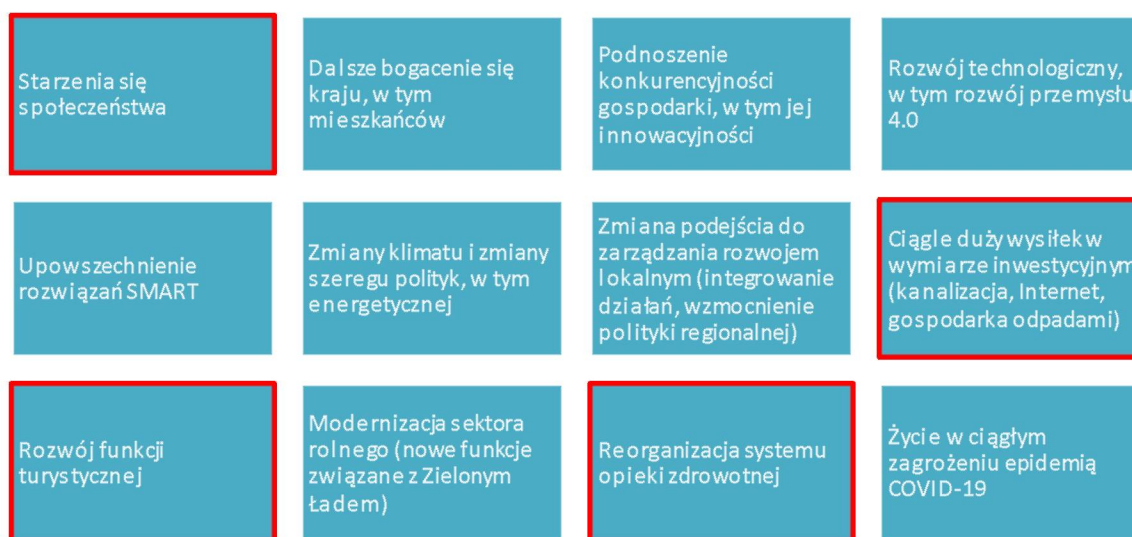 Starzenia się
społeczeństwa
Dalsze bogacenie się
kraju, w tym
mieszkańców
Podnoszenie
konkurencyjności
gospodarki, w tym jej
innowacyjności
Rozwój technologiczny,
w tym rozwój przemysłu
4.0
Upowszechnienie
rozwiązań SMART
Zmiany klimatu i zmiany
szeregu polityk, w tym
energetycznej
Zmiana podejścia do
zarządzania rozwojem
lokalnym (integrowanie
działań, wzmocnienie
polityki regionalnej)
Ciągle duży wysiłek w
wymiarze inwestycyjnym
(kanalizacja, Internet,
gospodarka odpadami)
Rozwój funkcji
turystycznej
Modernizacja sektora
rolnego (nowe funkcje
związane z Zielonym
Ładem)
Reorganizacja systemu
opieki zdrowotnej
Życie w ciągłym
zagrożeniu epidemią
COVID-19